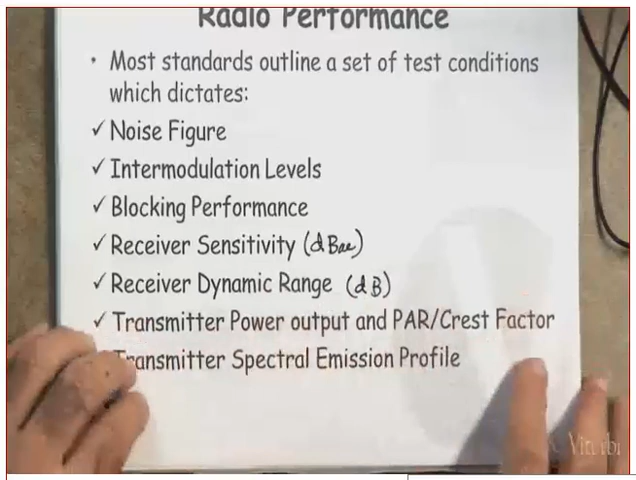 Radio Performance
• Most standards outline a set of test conditions
which dictates:
✓ Noise Figure
✓ Intermodulation Levels
✓ Blocking Performance
✓ Receiver Sensitivity
✓ Receiver Dynamic Range (dB)
✓ Transmitter Power output and PAR/Crest Factor
Transmitter Spectral Emission Profile